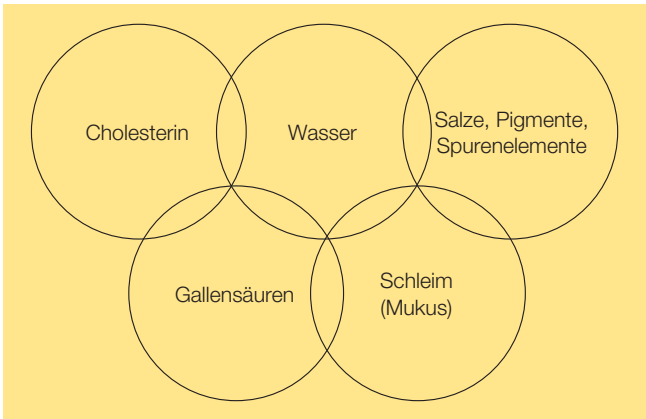 Cholesterin
Wasser
Salze, Pigmente,
Spurenelemente
Gallensäuren
Schleim
(Mukus)